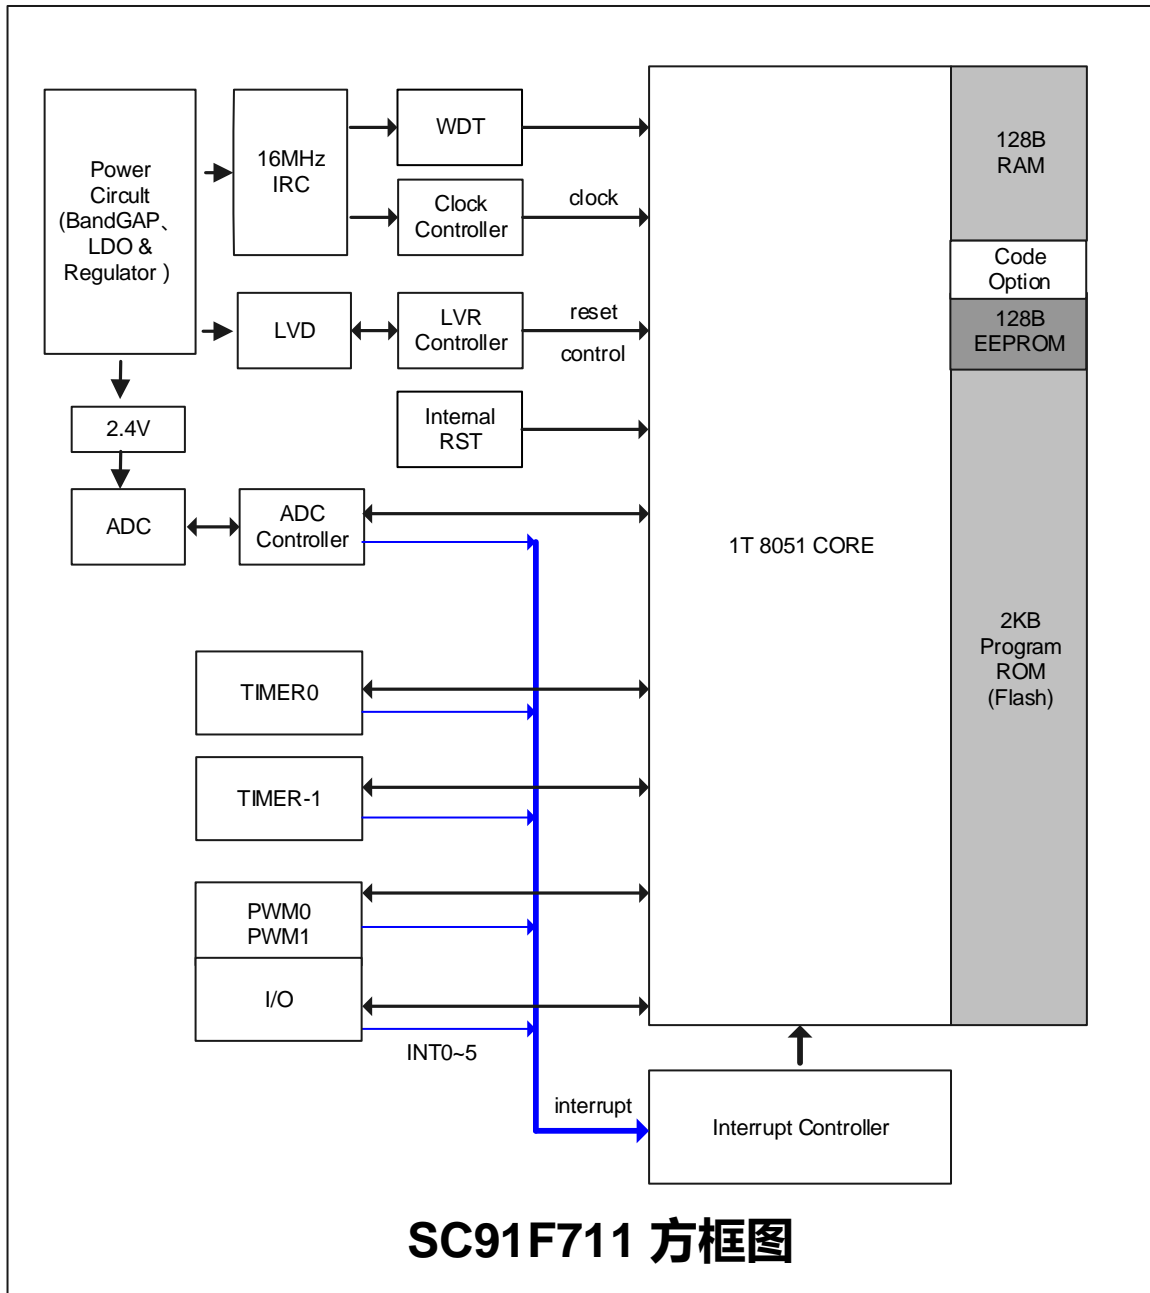 Power
Circuit
(BandGAP、
LDO &
Regulator )
16MHz
IRC
WDT
Clock
Controller
clock
LVD
LVR
Controller
reset
control
Internal
RST
2.4V
ADC
ADC
Controller
TIMER0
TIMER-1
PWM0
PWM1
I/O
INT0~5
interrupt
Interrupt Controller
1T 8051 CORE
128B
RAM
Code
Option
128B
EEPROM
2KB
Program
ROM
(Flash)
SC91F711 方框图